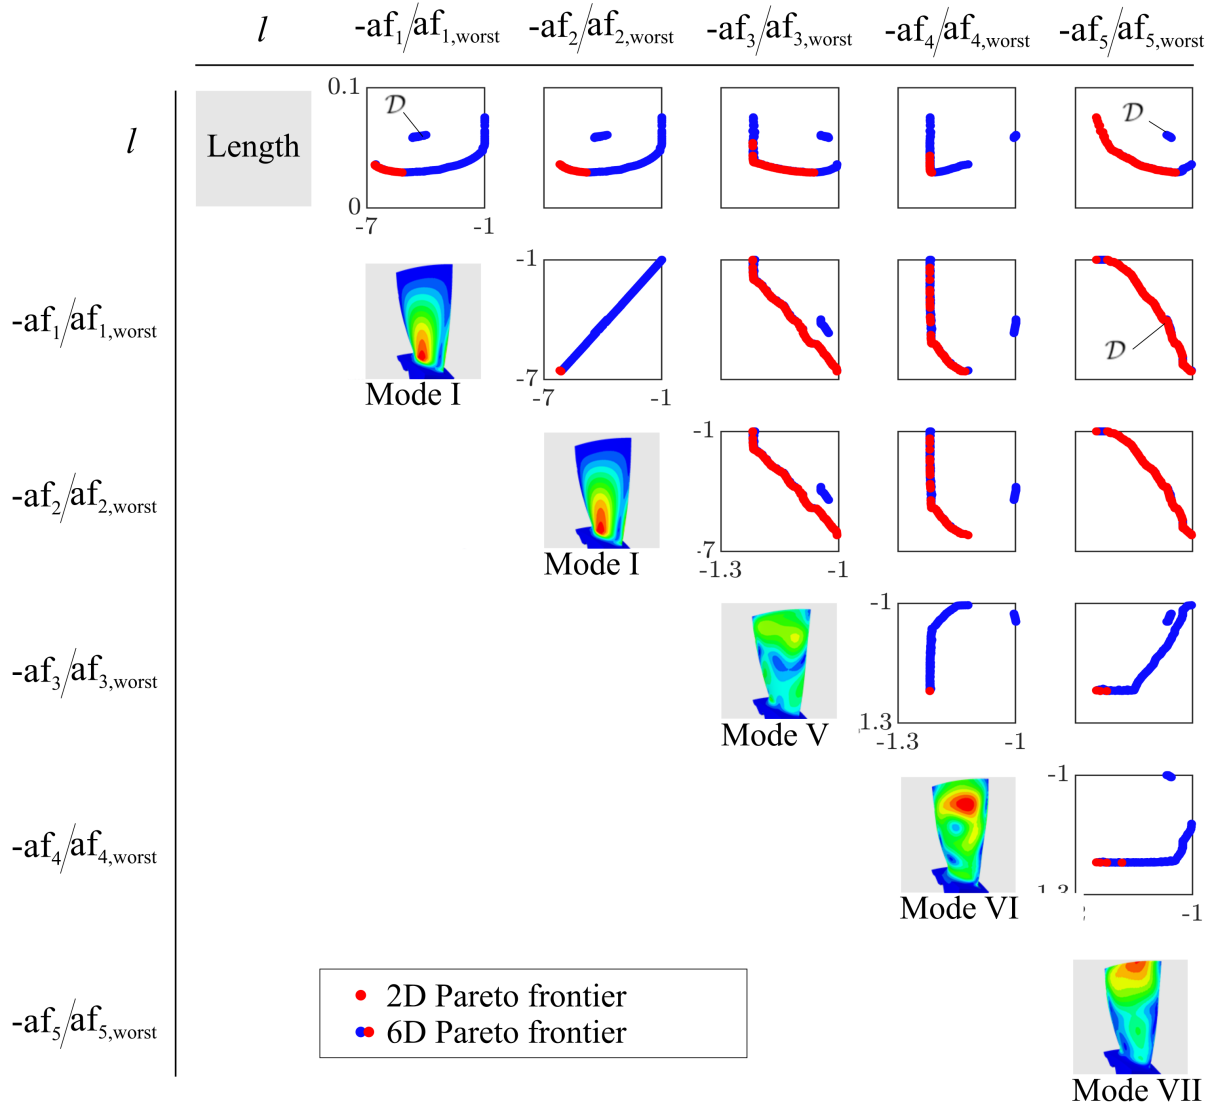 l -af1/af1,worst -af2/af2,worst -af3/af3,worst -af4/af4,worst -af5/af5,worst
l
Length
0.1
0
-7 -1
𝒟
𝒟
-af1/af1,worst
Mode I
-1
-7
-7 -1
𝒟
-af2/af2,worst
Mode I
-1
-7
-1.3 -1
-af3/af3,worst
Mode V
-1
1.3
-1.3 -1
-af4/af4,worst
Mode VI
-1
-1
-af5/af5,worst
2D Pareto frontier
6D Pareto frontier
Mode VII